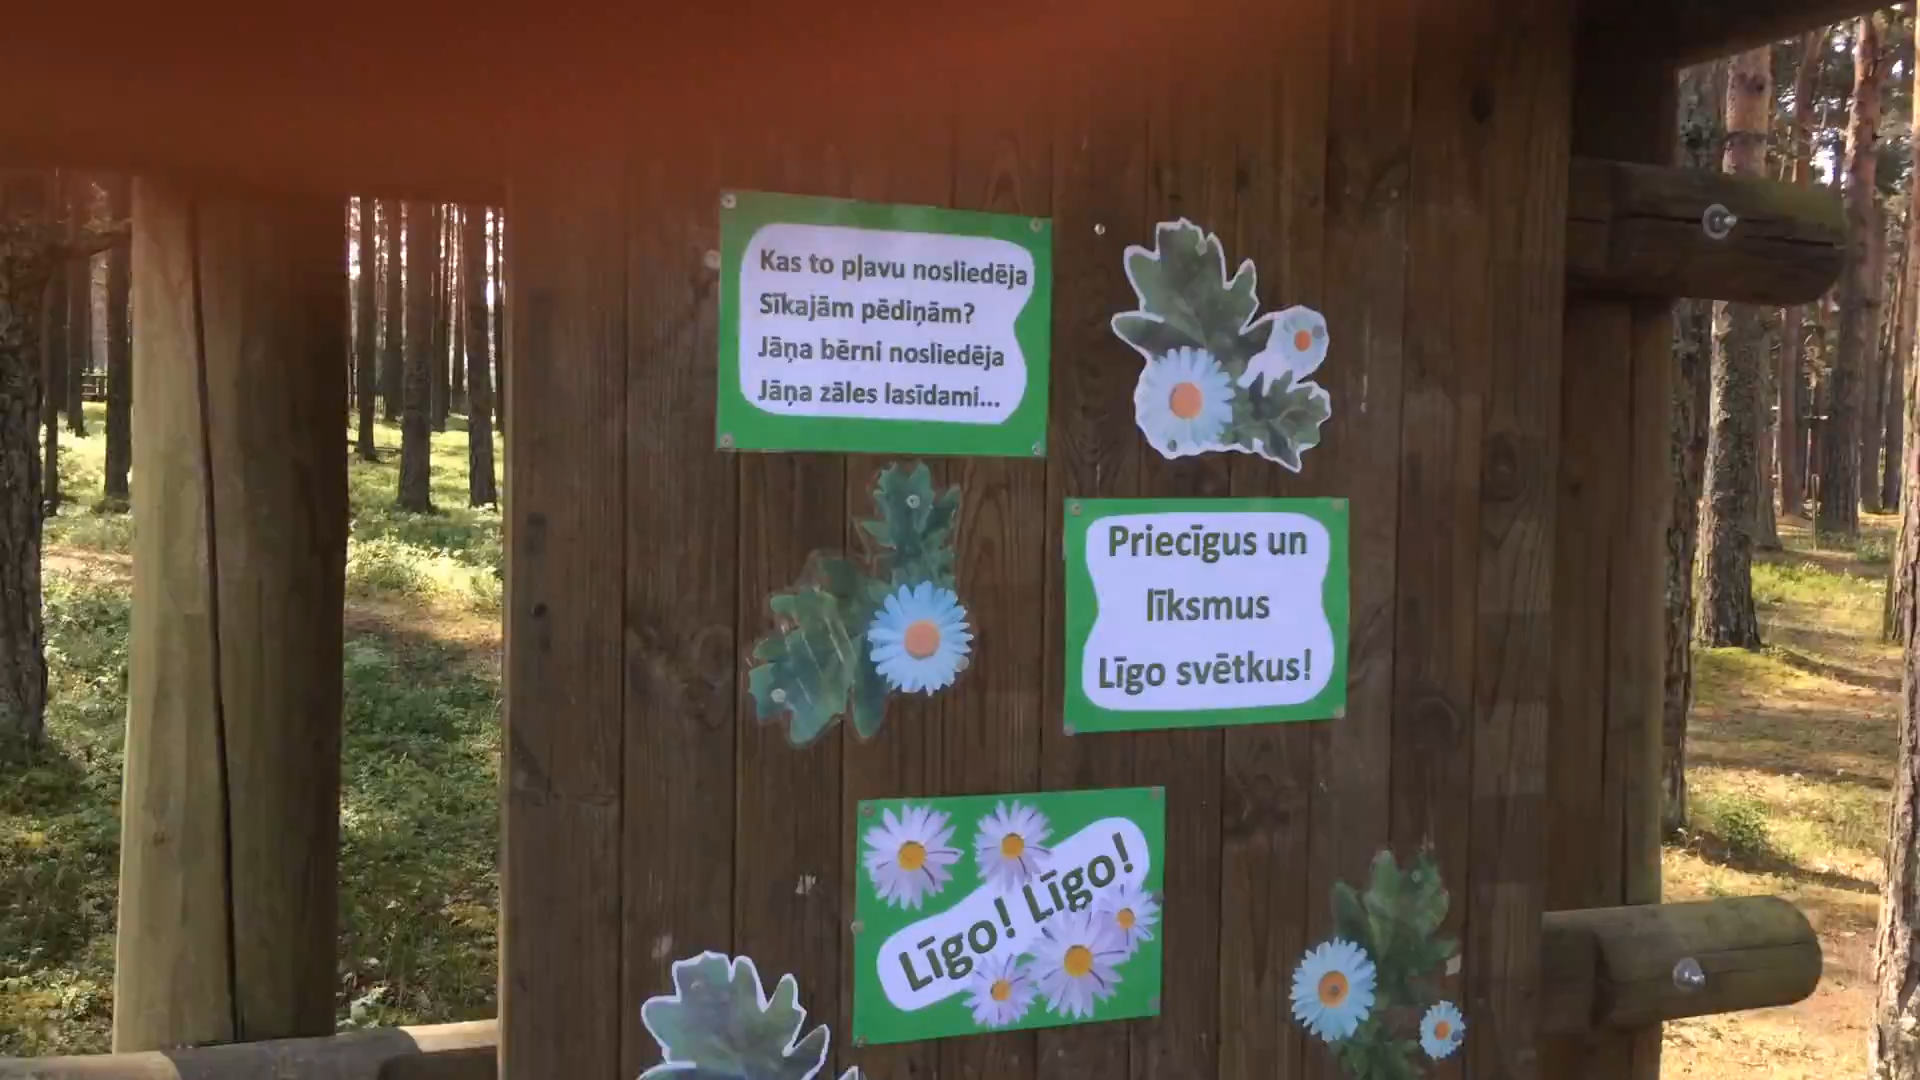 Kas to pļavu nosliedēja
Sīkajām pēdiņām?
Jāņa bērni nosliedēja
Jāņa zāles lasīdami...
Priecīgus un
līksmus
Līgo svētkus!
Līgo! Līgo!